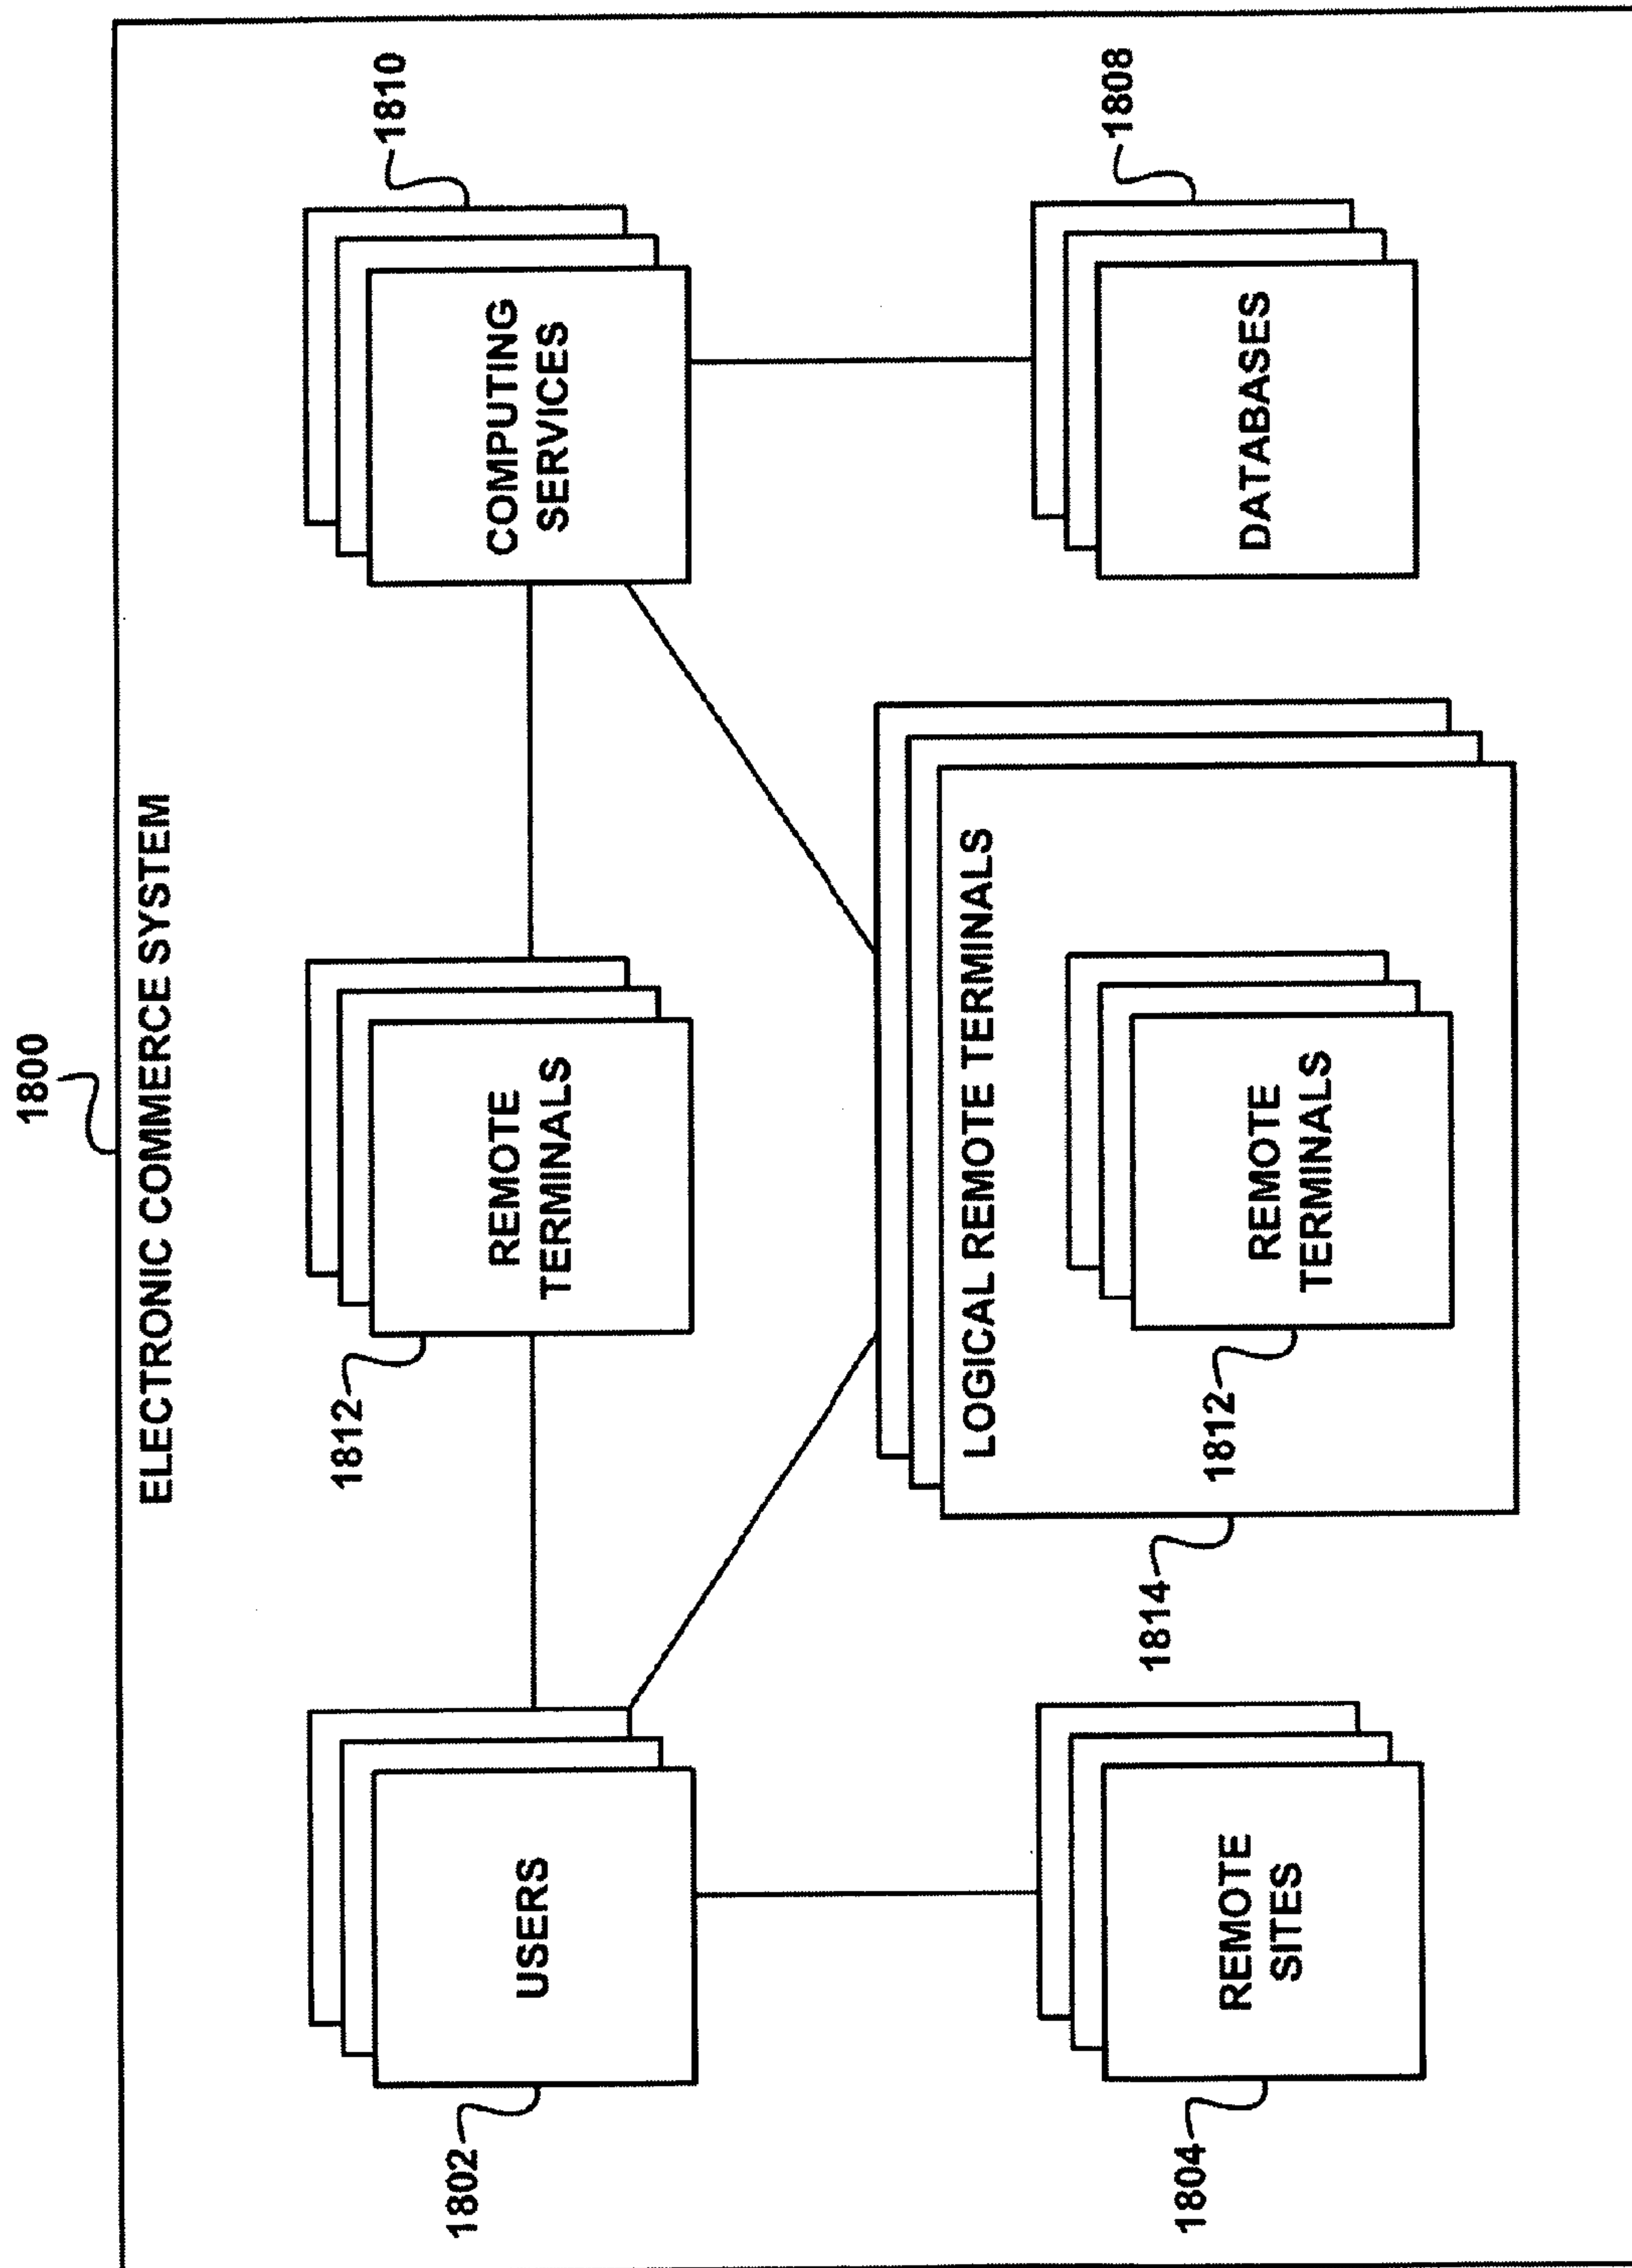 1800
ELECTRONIC COMMERCE SYSTEM
1802
USERS
1812
REMOTE
TERMINALS
1810
COMPUTING
SERVICES
1804
REMOTE
SITES
1814
LOGICAL REMOTE TERMINALS
1812
REMOTE
TERMINALS
1808
DATABASES